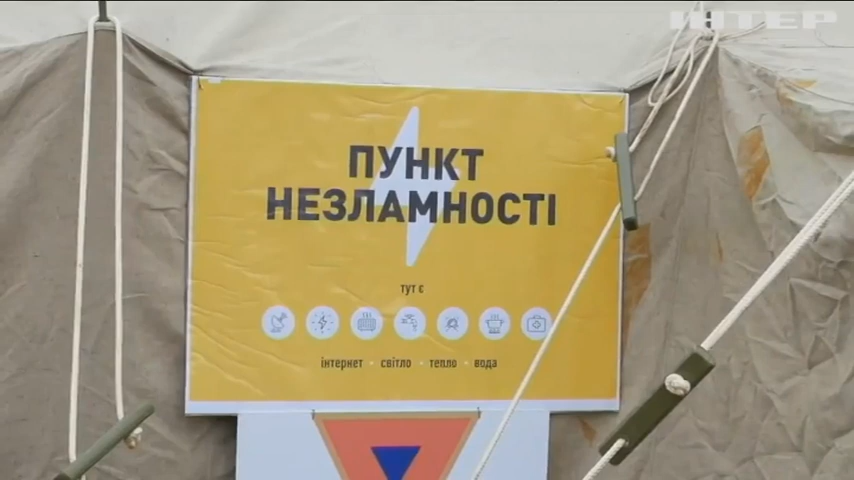 ІНТЕР
ПУНКТ
НЕЗЛАМНОСТІ
тут є
інтернет • світло • тепло • вода